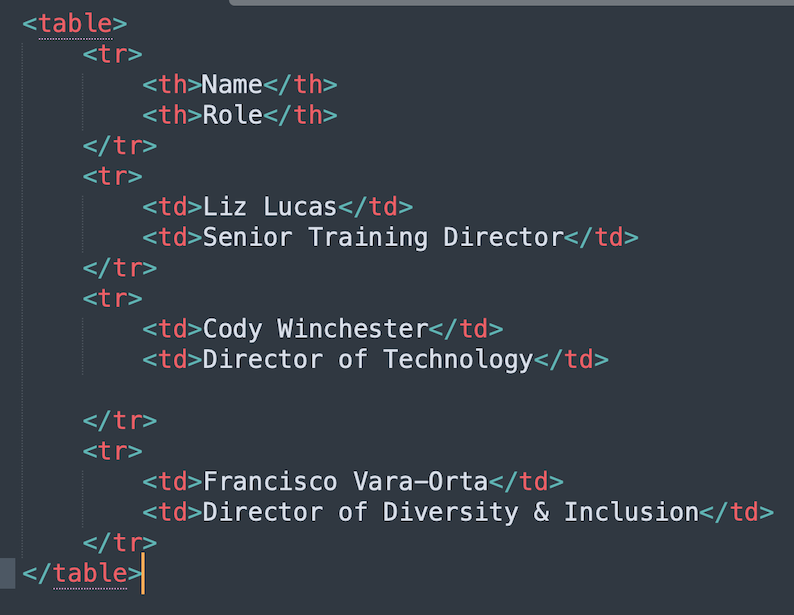 <table>
    <tr>
        <th>Name</th>
        <th>Role</th>
    </tr>
    <tr>
        <td>Liz Lucas</td>
        <td>Senior Training Director</td>
    </tr>
    <tr>
        <td>Cody Winchester</td>
        <td>Director of Technology</td>

    </tr>
    <tr>
        <td>Francisco Vara-Orta</td>
        <td>Director of Diversity & Inclusion</td>
    </tr>
</table>